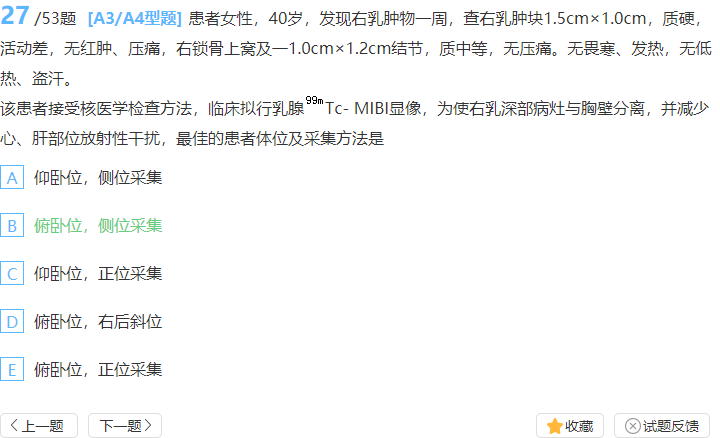 27 /53题 [A3/A4型题] 患者女性，40岁，发现右乳肿物一周，查右乳肿块1.5cm×1.0cm，质硬，
活动差，无红肿、压痛，右锁骨上窝及一1.0cm×1.2cm结节，质中等，无压痛。无畏寒、发热，无低
热、盗汗。
该患者接受核医学检查方法，临床拟行乳腺99mTc- MIBI显像，为使右乳深部病灶与胸壁分离，并减少
心、肝部位放射性干扰，最佳的患者体位及采集方法是
A 仰卧位，侧位采集
B 俯卧位，侧位采集
C 仰卧位，正位采集
D 俯卧位，右后斜位
E 俯卧位，正位采集
上一题 下一题 收藏 试题反馈